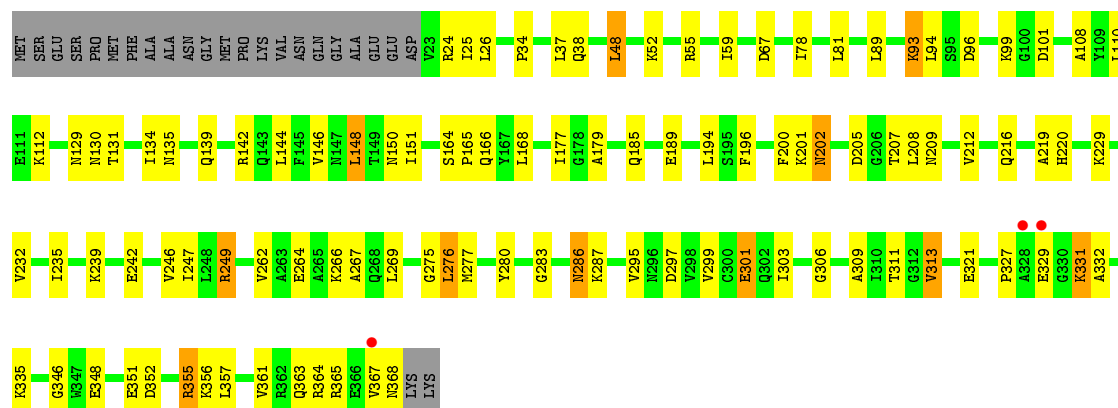 MET SER GLU SER PRO MET PHE ALA ALA ASN GLY MET PRO LYS VAL ASN GLN GLY ALA GLU GLU ASP V23 R24 I25 L26 P34 L37 Q38 L48 K52 R55 I59 D67 I78 L81 L89 K93 L94 S95 D96 K99 G100 D101 A108 Y109 L110
E111 K112 N129 N130 T131 I134 N135 Q139 R142 Q143 L144 F145 V146 N147 L148 T149 N150 I151 S164 P165 Q166 Y167 L168 I177 G178 A179 Q185 E189 L194 S195 F196 F200 K201 N202 D205 G206 T207 L208 N209 V212 Q216 A219 H220 K229
V232 I235 K239 E242 V246 I247 L248 R249 V262 A263 E264 A265 K266 A267 Q268 L269 G275 L276 M277 Y280 G283 N286 K287 V295 N296 D297 V298 V299 C300 E301 Q302 I303 G306 A309 I310 T311 G312 V313 E321 P327 A328 E329 G330 K331 A332
K335 G346 W347 E348 E351 D352 R355 K356 L357 V361 R362 Q363 R364 R365 E366 V367 N368 LYS LYS